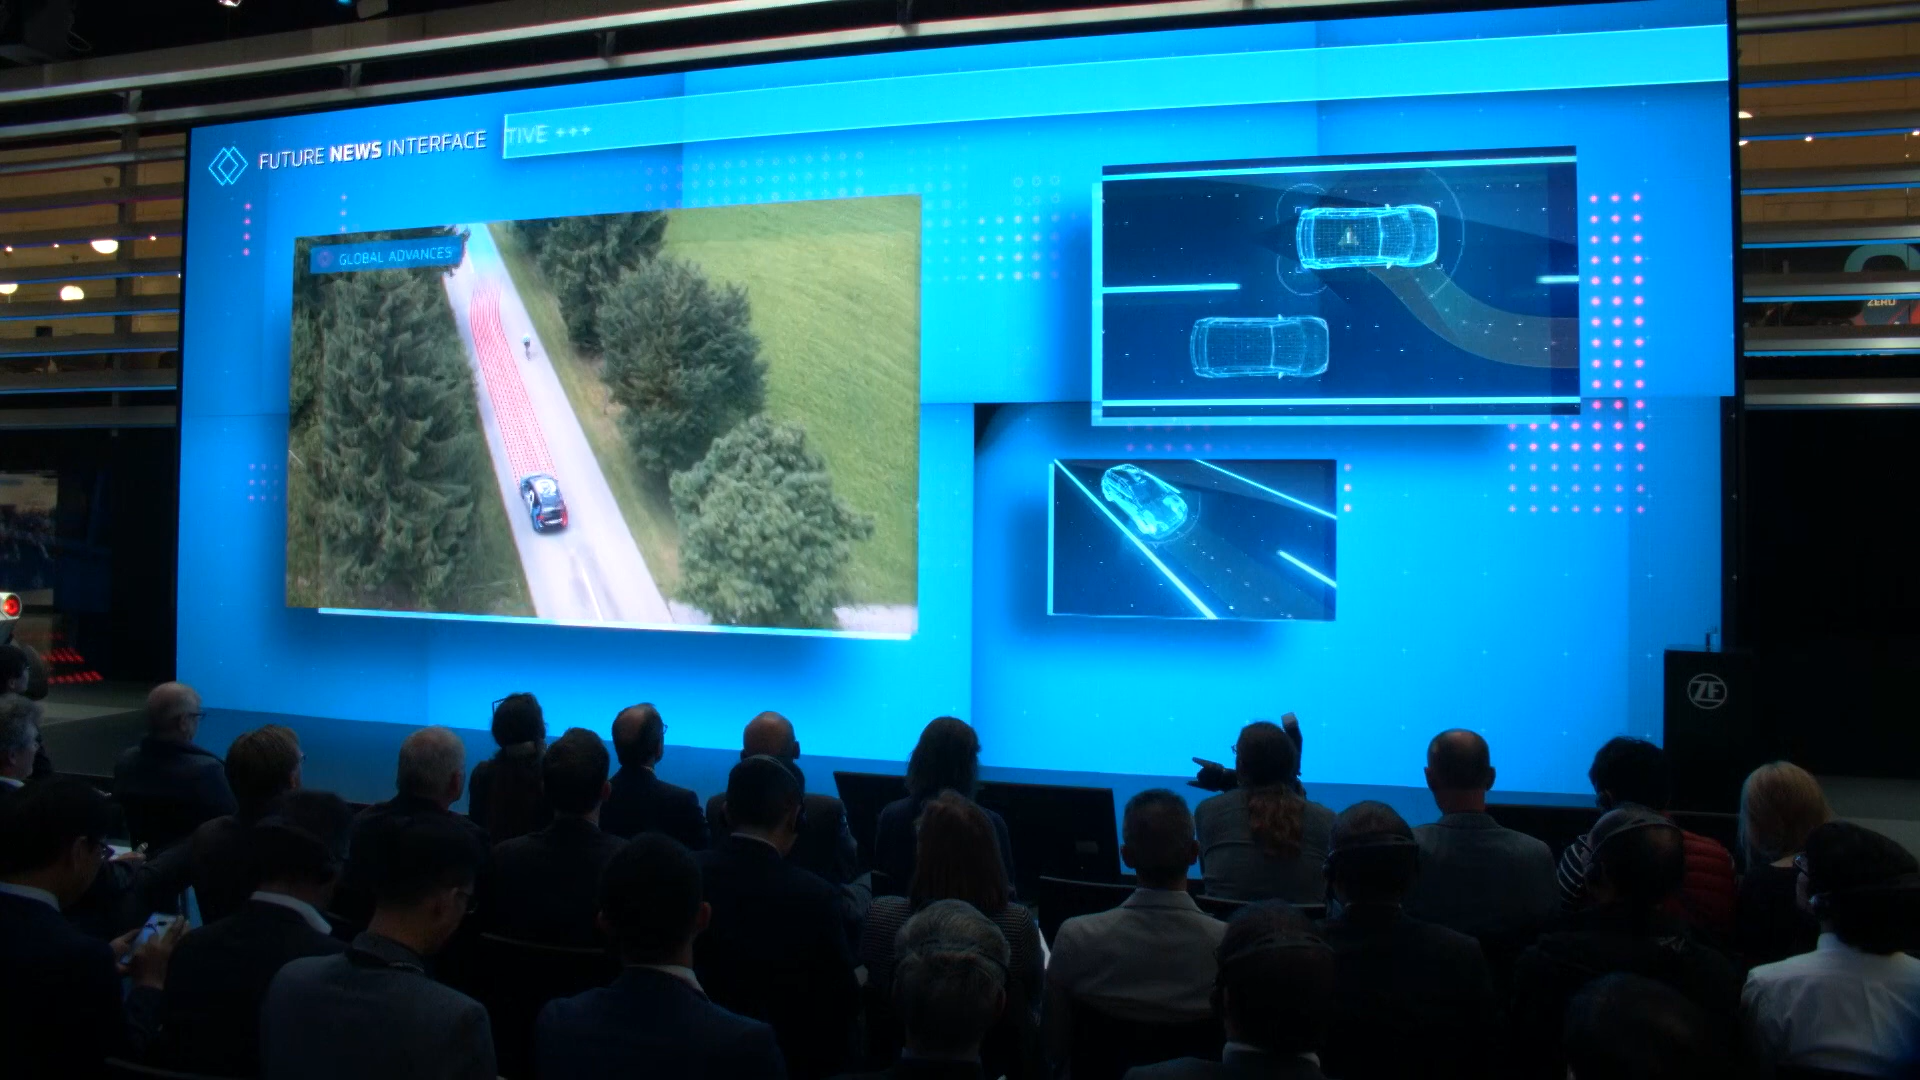 FUTURE NEWS INTERFACE
TIVE +++
GLOBAL ADVANCES
ZERO
ZF